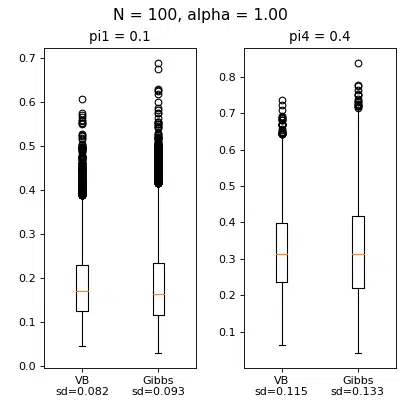 N = 100, alpha = 1.00
pi1 = 0.1
pi4 = 0.4
0.7
0.6
0.5
0.4
0.3
0.2
0.1
0.0
0.8
0.7
0.6
0.5
0.4
0.3
0.2
0.1
VB
sd=0.082
Gibbs
sd=0.093
VB
sd=0.115
Gibbs
sd=0.133